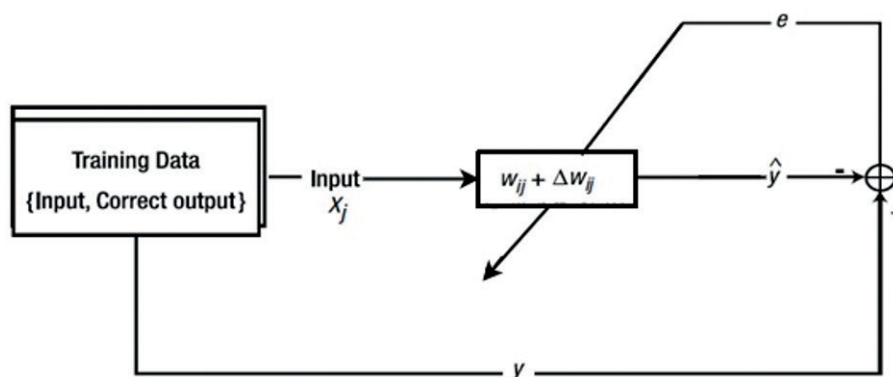 e
Training Data
{Input, Correct output}
Input
X_j
w_ij + Δw_ij
ŷ
-
y